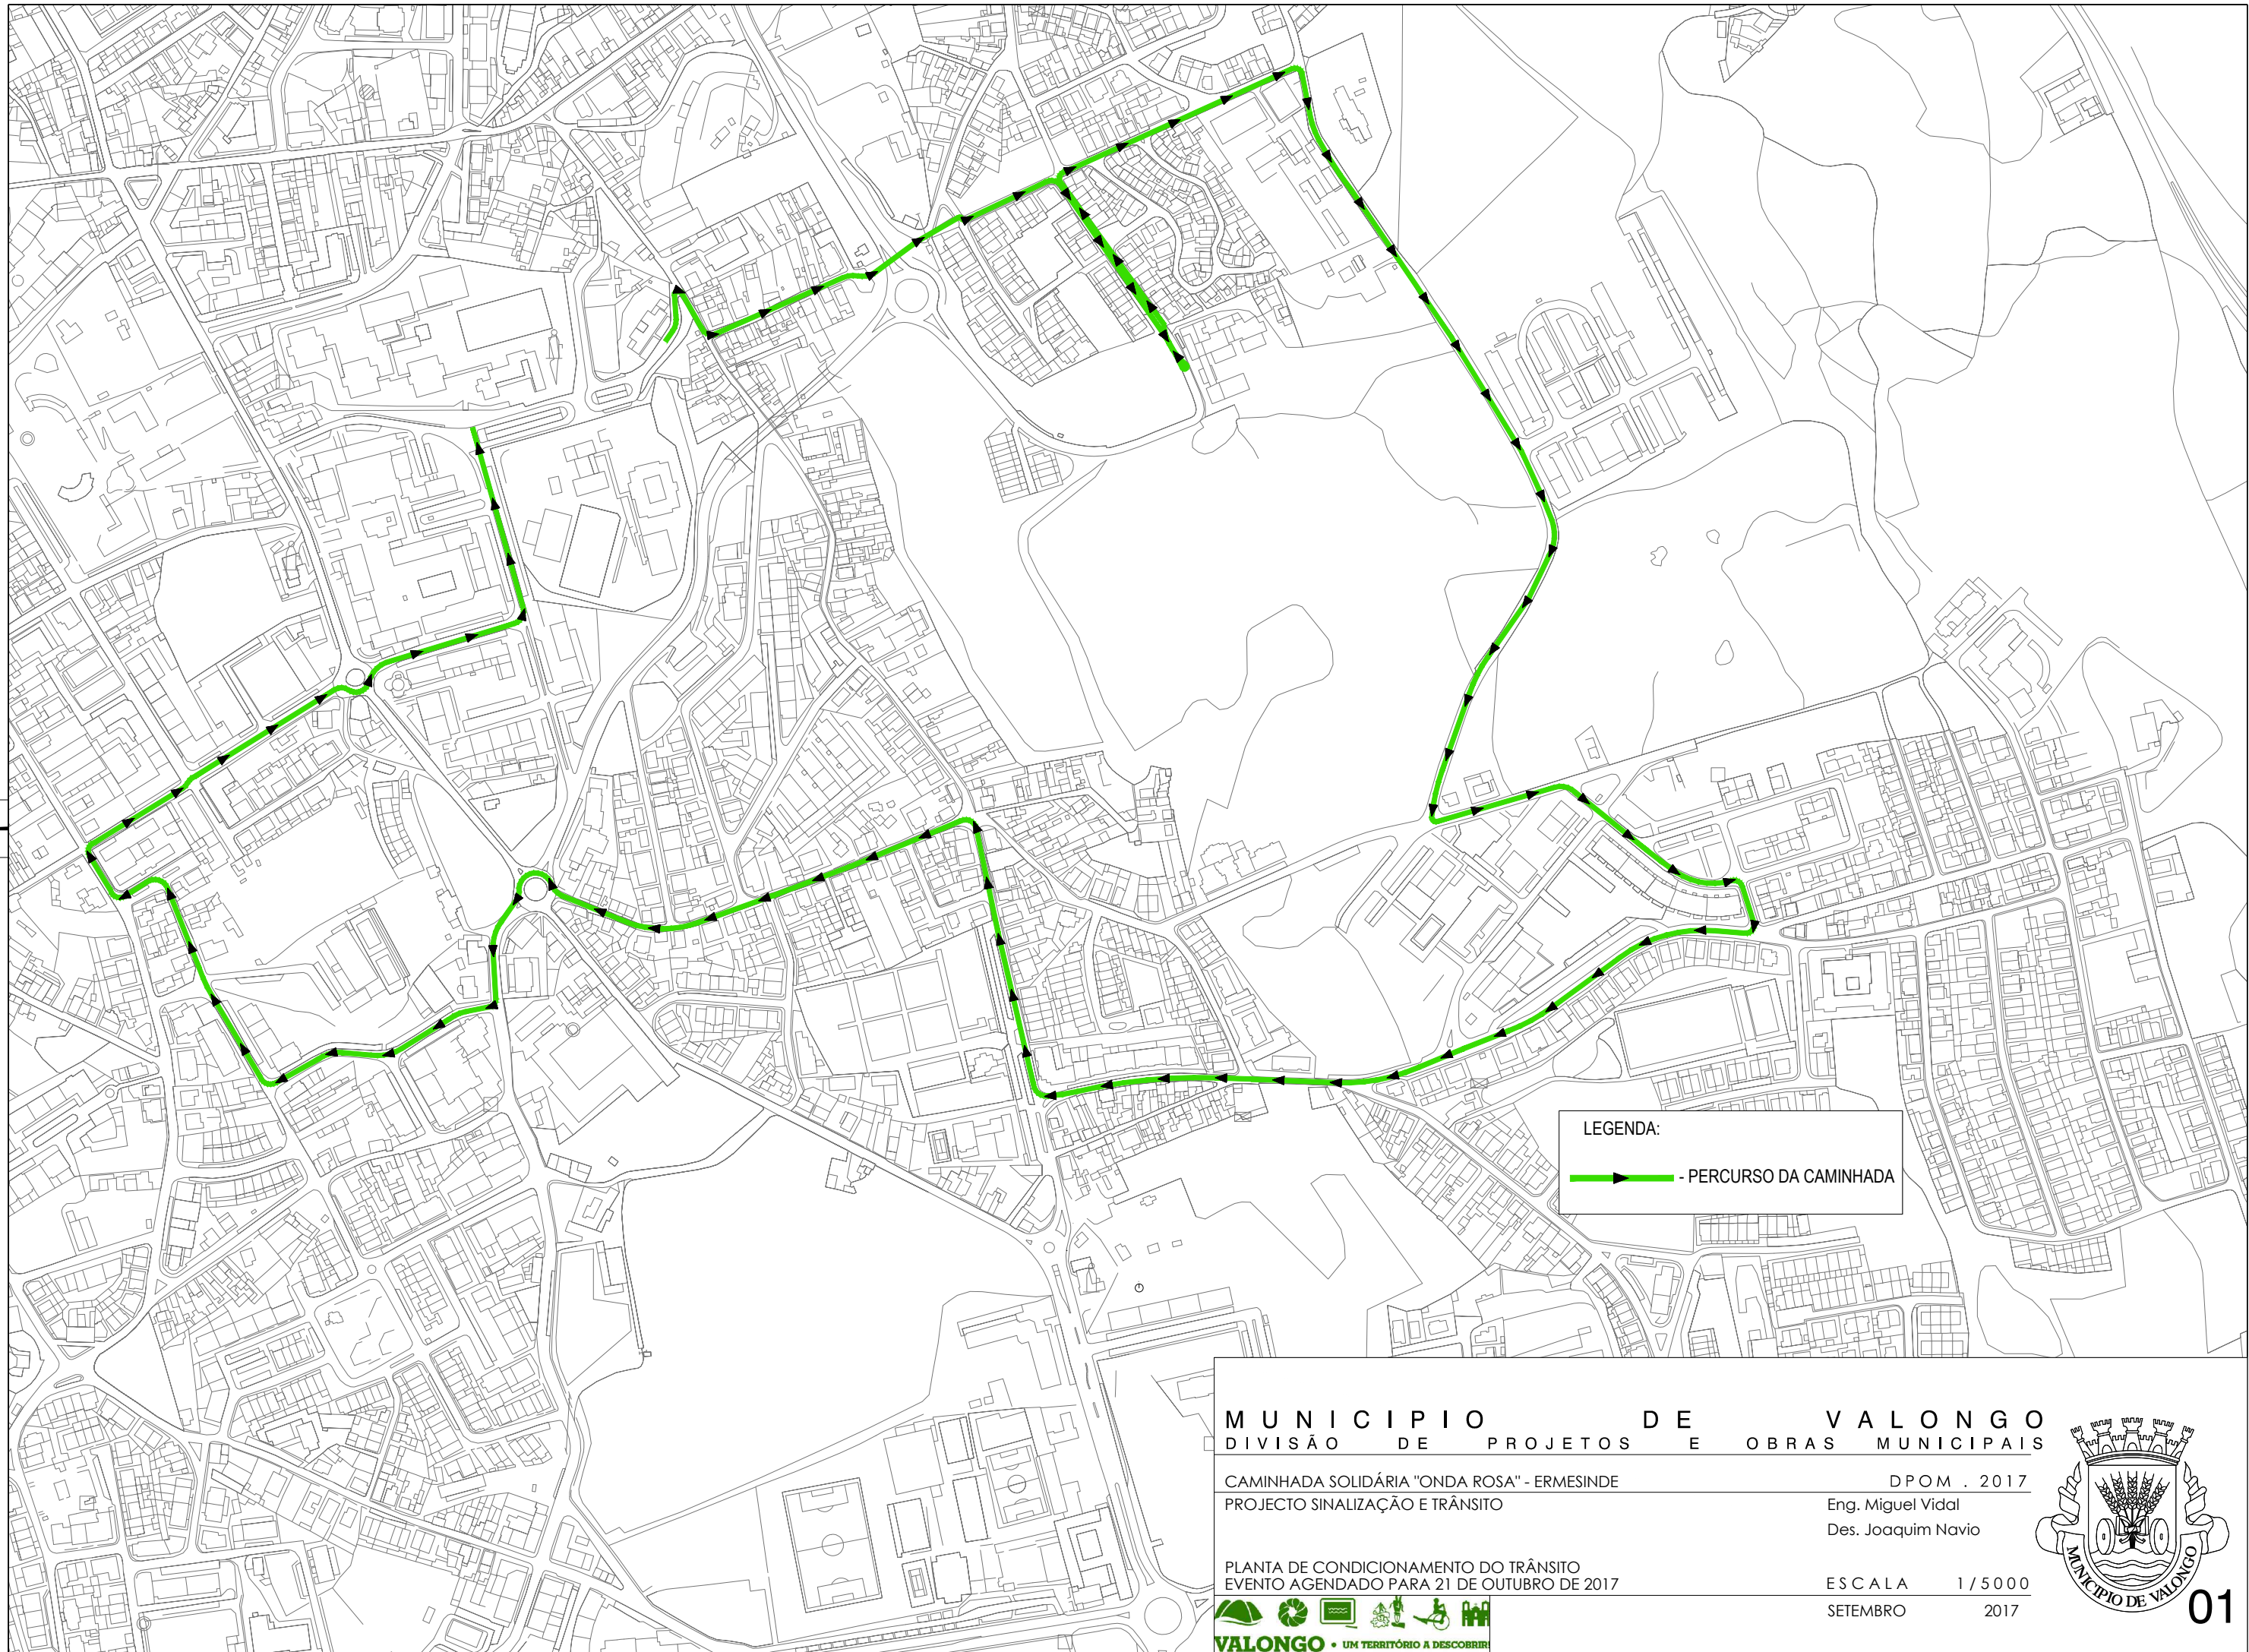 LEGENDA:
- PERCURSO DA CAMINHADA
MUNICIPIO DE VALONGO
DIVISÃO DE PROJETOS E OBRAS MUNICIPAIS
CAMINHADA SOLIDÁRIA "ONDA ROSA" - ERMESINDE
DPOM . 2017
PROJECTO SINALIZAÇÃO E TRÂNSITO
Eng. Miguel Vidal
Des. Joaquim Navio
PLANTA DE CONDICIONAMENTO DO TRÂNSITO
EVENTO AGENDADO PARA 21 DE OUTUBRO DE 2017
ESCALA 1/5000
SETEMBRO 2017
MUNICIPIO DE VALONGO
01
VALONGO • UM TERRITÓRIO A DESCOBRIR!